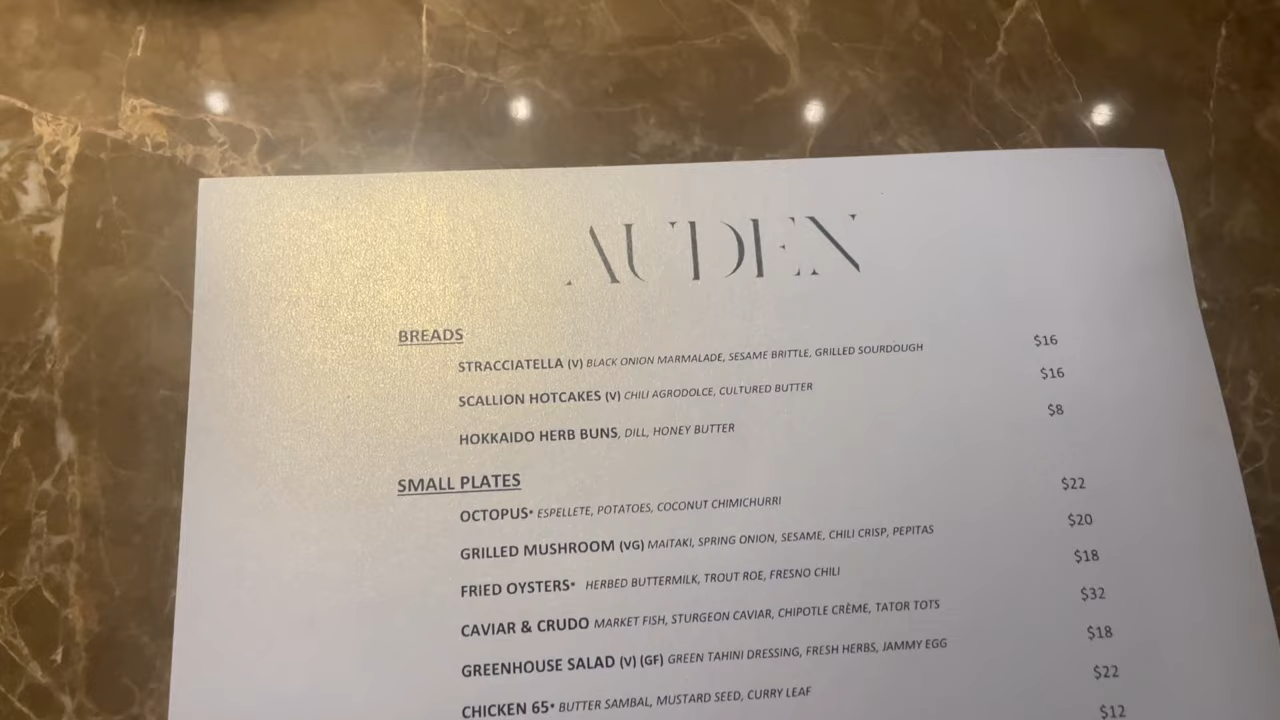 AUDEN
BREADS
STRACCIATELLA (V) BLACK ONION MARMALADE, SESAME BRITTLE, GRILLED SOURDOUGH $16
SCALLION HOTCAKES (V) CHILI AGRODOLCE, CULTURED BUTTER $16
HOKKAIDO HERB BUNS, DILL, HONEY BUTTER $8
SMALL PLATES
OCTOPUS* ESPELLETE, POTATOES, COCONUT CHIMICHURRI $22
GRILLED MUSHROOM (VG) MAITAKI, SPRING ONION, SESAME, CHILI CRISP, PEPITAS $20
FRIED OYSTERS* HERBED BUTTERMILK, TROUT ROE, FRESNO CHILI $18
CAVIAR & CRUDO MARKET FISH, STURGEON CAVIAR, CHIPOTLE CRÈME, TATOR TOTS $32
GREENHOUSE SALAD (V) (GF) GREEN TAHINI DRESSING, FRESH HERBS, JAMMY EGG $18
CHICKEN 65* BUTTER SAMBAL, MUSTARD SEED, CURRY LEAF $22
$12